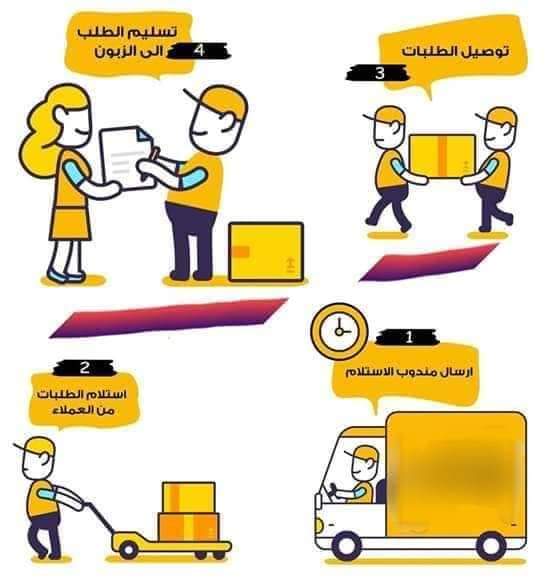 تسليم الطلب
الى الزبون
4
توصيل الطلبات
3
1
ارسال مندوب الاستلام
2
استلام الطلبات
من العملاء